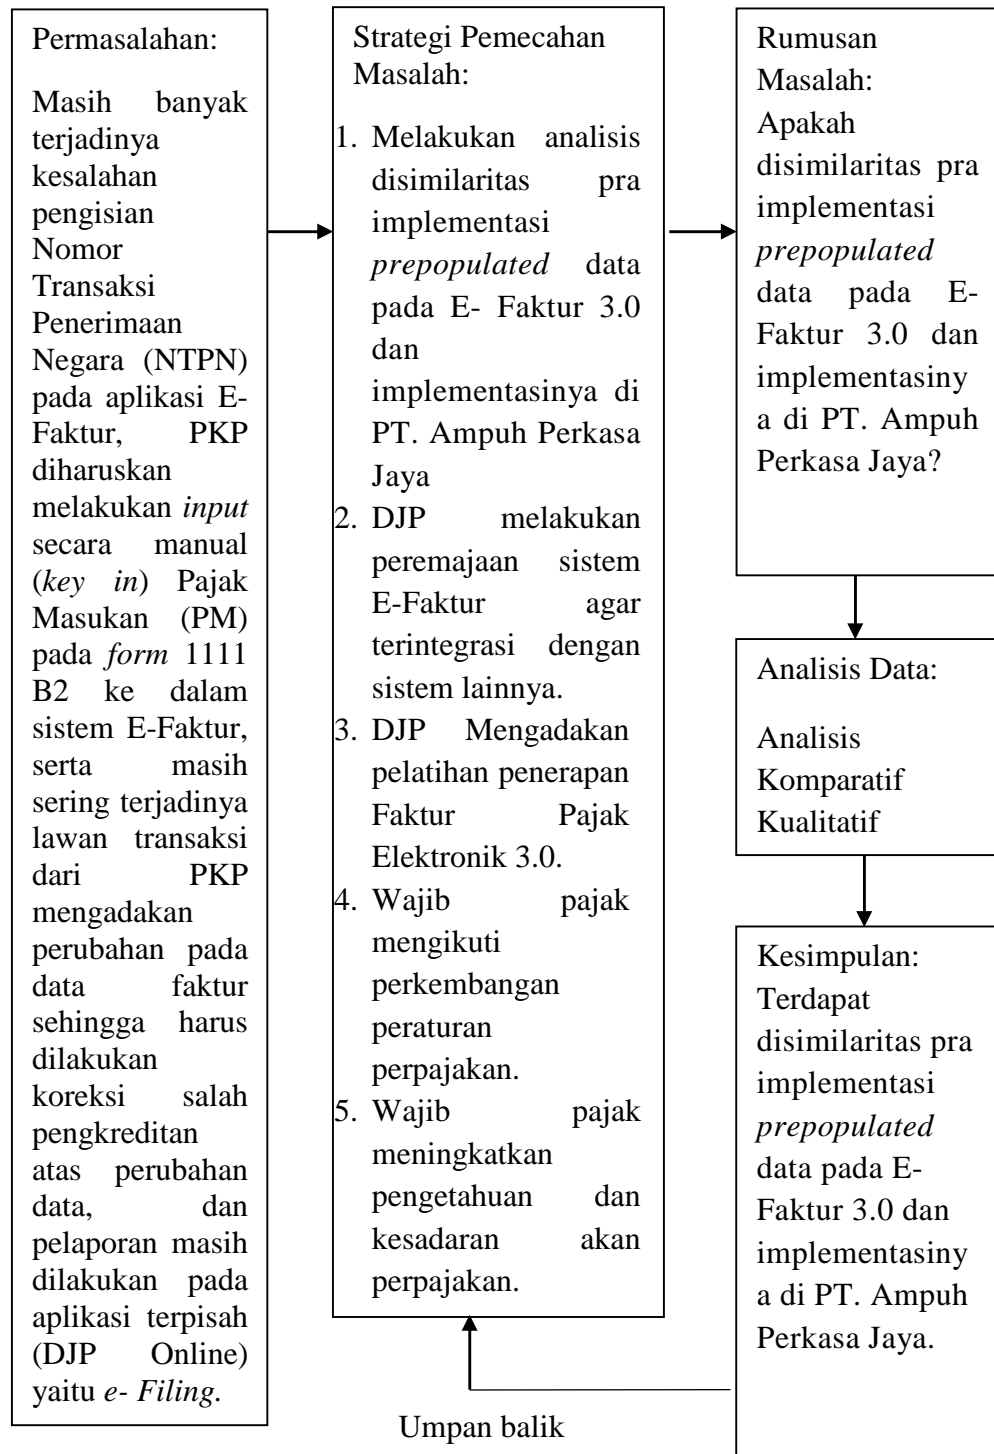 Permasalahan:
Masih banyak
terjadinya
kesalahan
pengisian
Nomor
Transaksi
Penerimaan
Negara (NTPN)
pada aplikasi E-
Faktur, PKP
diharuskan
melakukan input
secara manual
(key in) Pajak
Masukan (PM)
pada form 1111
B2 ke dalam
sistem E-Faktur,
serta masih
sering terjadinya
lawan transaksi
dari PKP
mengadakan
perubahan pada
data faktur
sehingga harus
dilakukan
koreksi salah
pengkreditan
atas perubahan
data, dan
pelaporan masih
dilakukan pada
aplikasi terpisah
(DJP Online)
yaitu e- Filing.
Strategi Pemecahan
Masalah:
1. Melakukan analisis
disimilaritas pra
implementasi
prepopulated data
pada E- Faktur 3.0
dan
implementasinya di
PT. Ampuh Perkasa
Jaya
2. DJP melakukan
peremajaan sistem
E-Faktur agar
terintegrasi dengan
sistem lainnya.
3. DJP Mengadakan
pelatihan penerapan
Faktur Pajak
Elektronik 3.0.
4. Wajib pajak
mengikuti
perkembangan
peraturan
perpajakan.
5. Wajib pajak
meningkatkan
pengetahuan dan
kesadaran akan
perpajakan.
Rumusan
Masalah:
Apakah
disimilaritas pra
implementasi
prepopulated
data pada E-
Faktur 3.0 dan
implementasiny
a di PT. Ampuh
Perkasa Jaya?
Analisis Data:
Analisis
Komparatif
Kualitatif
Kesimpulan:
Terdapat
disimilaritas pra
implementasi
prepopulated
data pada E-
Faktur 3.0 dan
implementasiny
a di PT. Ampuh
Perkasa Jaya.
Umpan balik